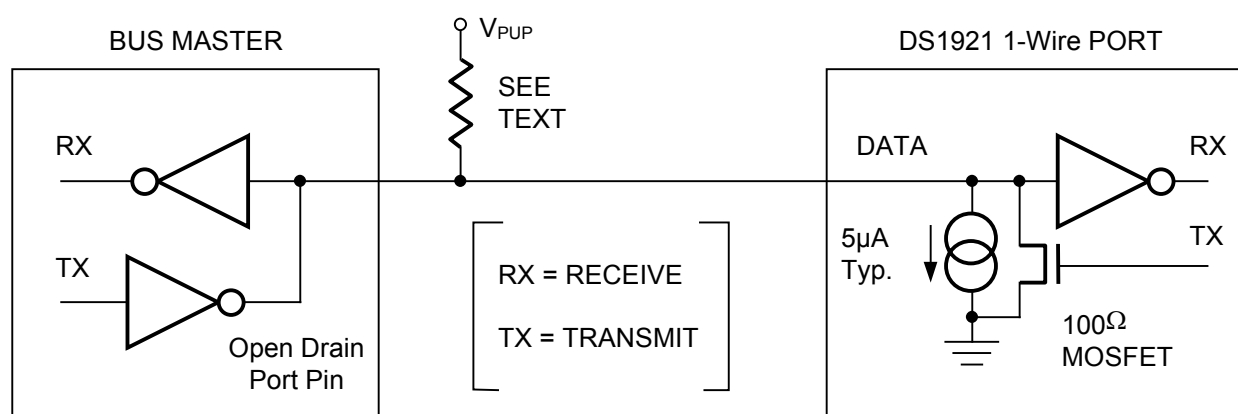 BUS MASTER
V_PUP
DS1921 1-Wire PORT
SEE
TEXT
RX
DATA
RX
TX
5µA
Typ.
TX
RX = RECEIVE
TX = TRANSMIT
Open Drain
Port Pin
100Ω
MOSFET